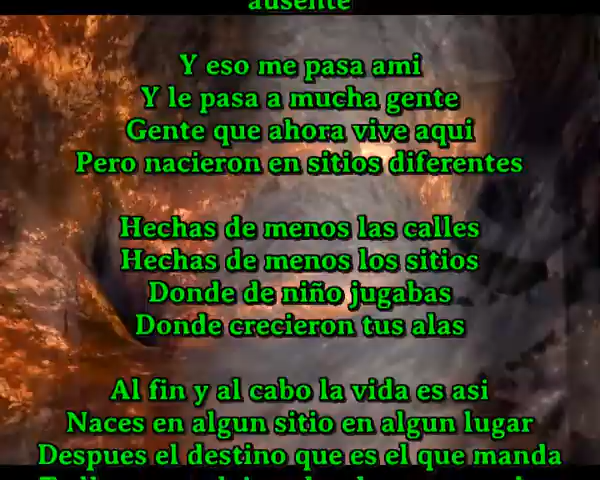 ausente
Y eso me pasa ami
Y le pasa a mucha gente
Gente que ahora vive aqui
Pero nacieron en sitios diferentes
Hechas de menos las calles
Hechas de menos los sitios
Donde de niño jugabas
Donde crecieron tus alas
Al fin y al cabo la vida es asi
Naces en algun sitio en algun lugar
Despues el destino que es el que manda